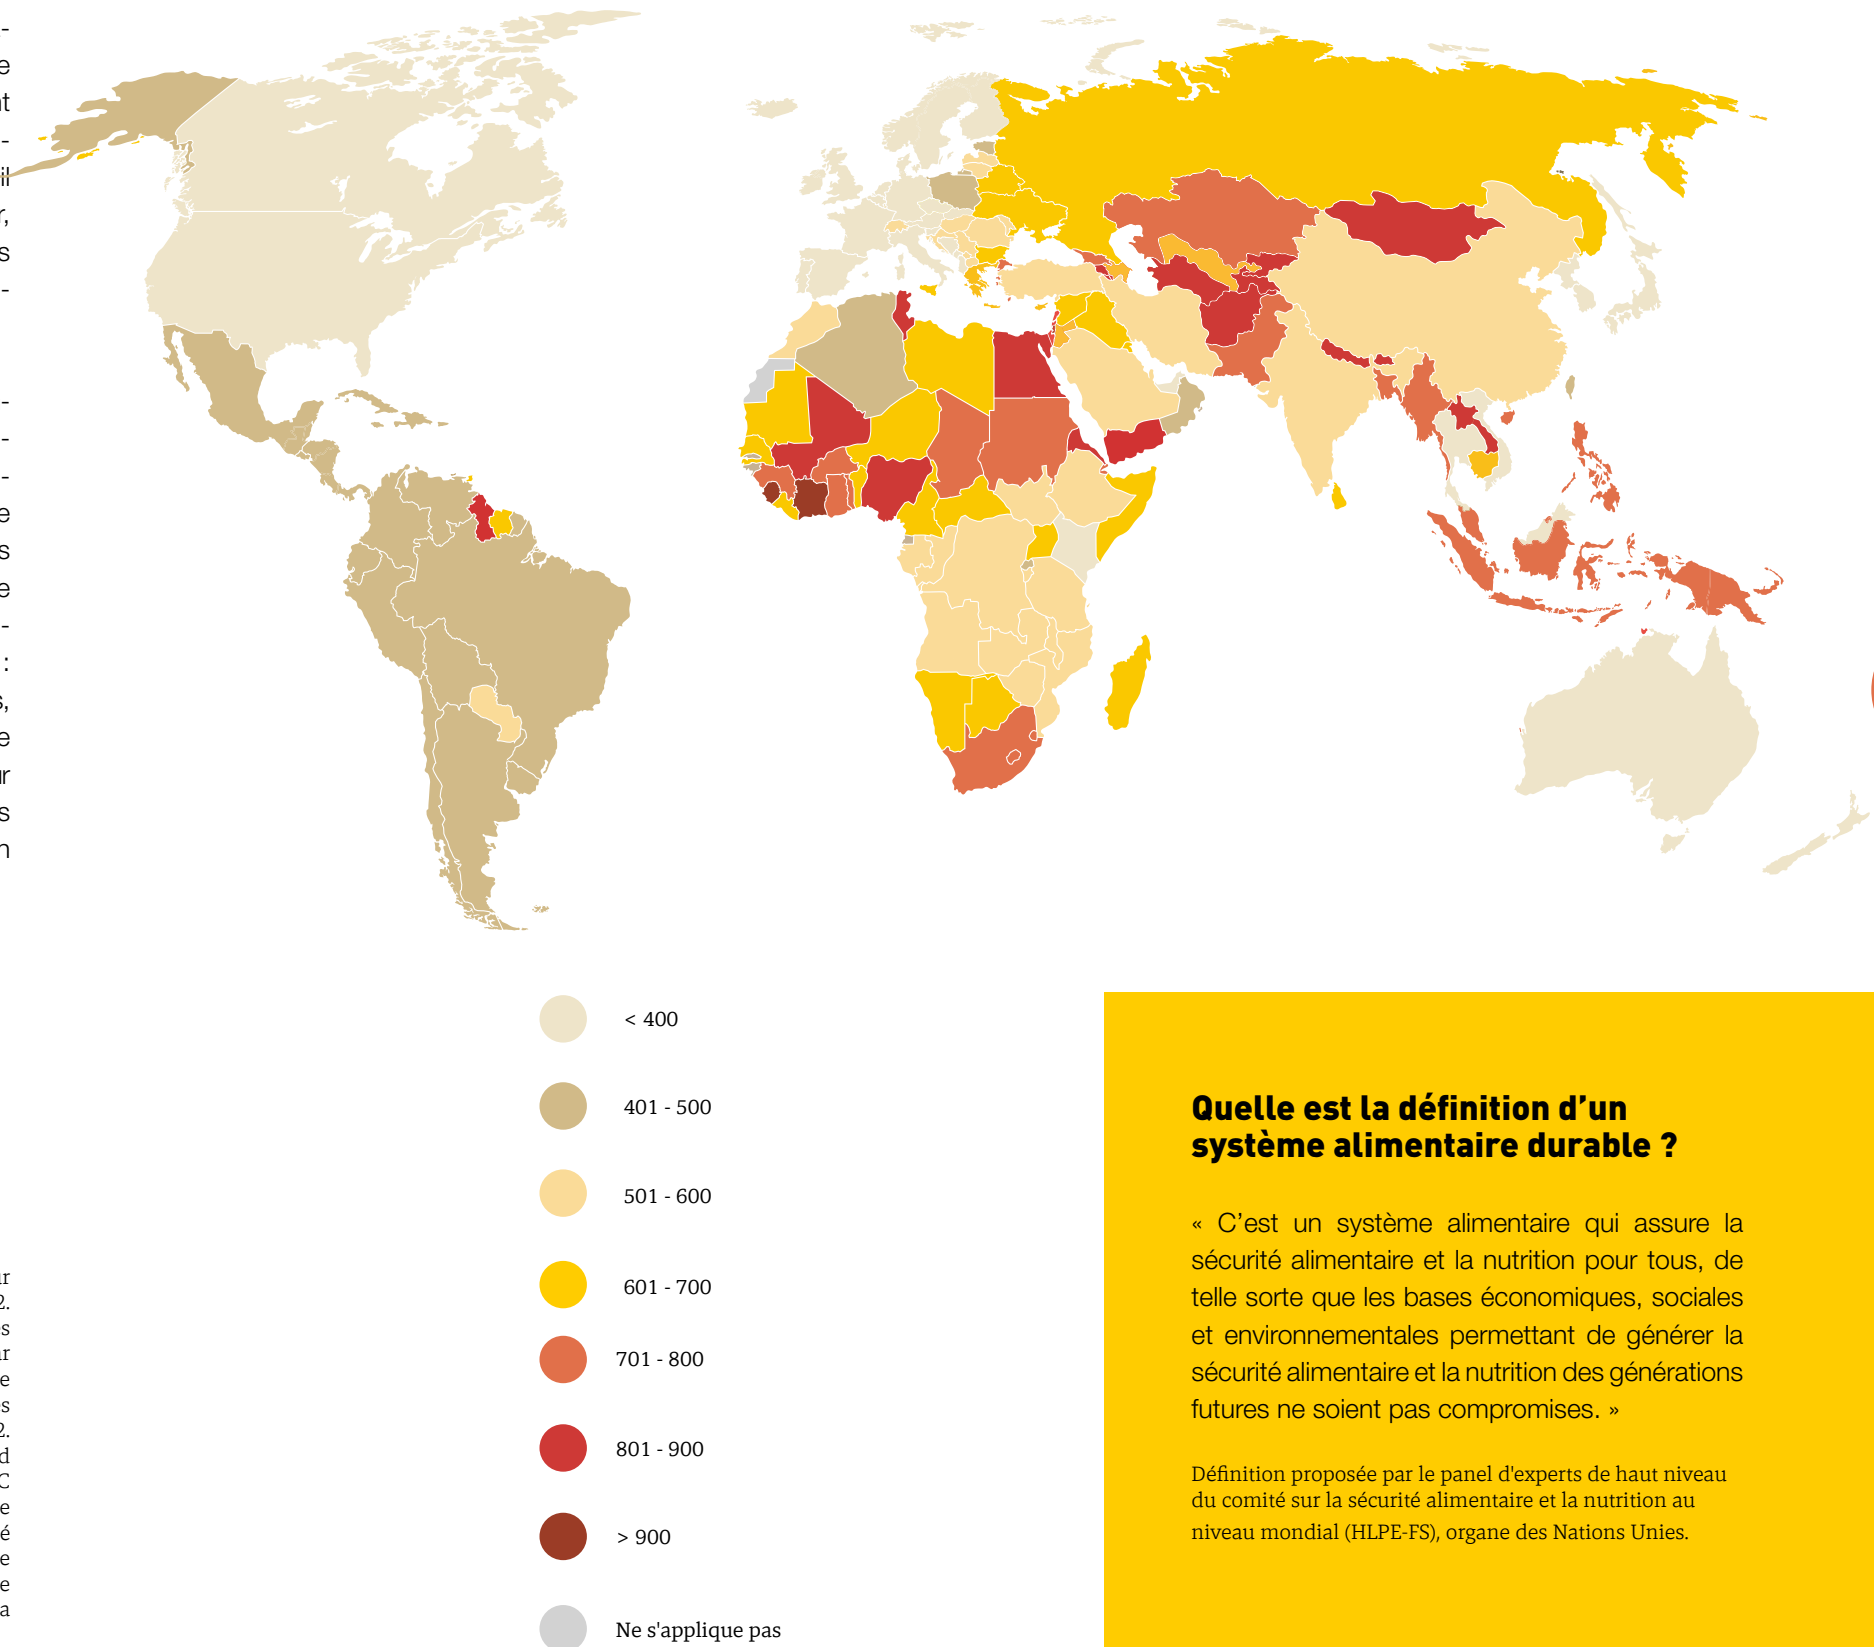 < 400
401 - 500
501 - 600
601 - 700
701 - 800
801 - 900
> 900
Ne s'applique pas
Quelle est la définition d’un
système alimentaire durable ?
« C’est un système alimentaire qui assure la
sécurité alimentaire et la nutrition pour tous, de
telle sorte que les bases économiques, sociales
et environnementales permettant de générer la
sécurité alimentaire et la nutrition des générations
futures ne soient pas compromises. »
Définition proposée par le panel d'experts de haut niveau
du comité sur la sécurité alimentaire et la nutrition au
niveau mondial (HLPE-FS), organe des Nations Unies.